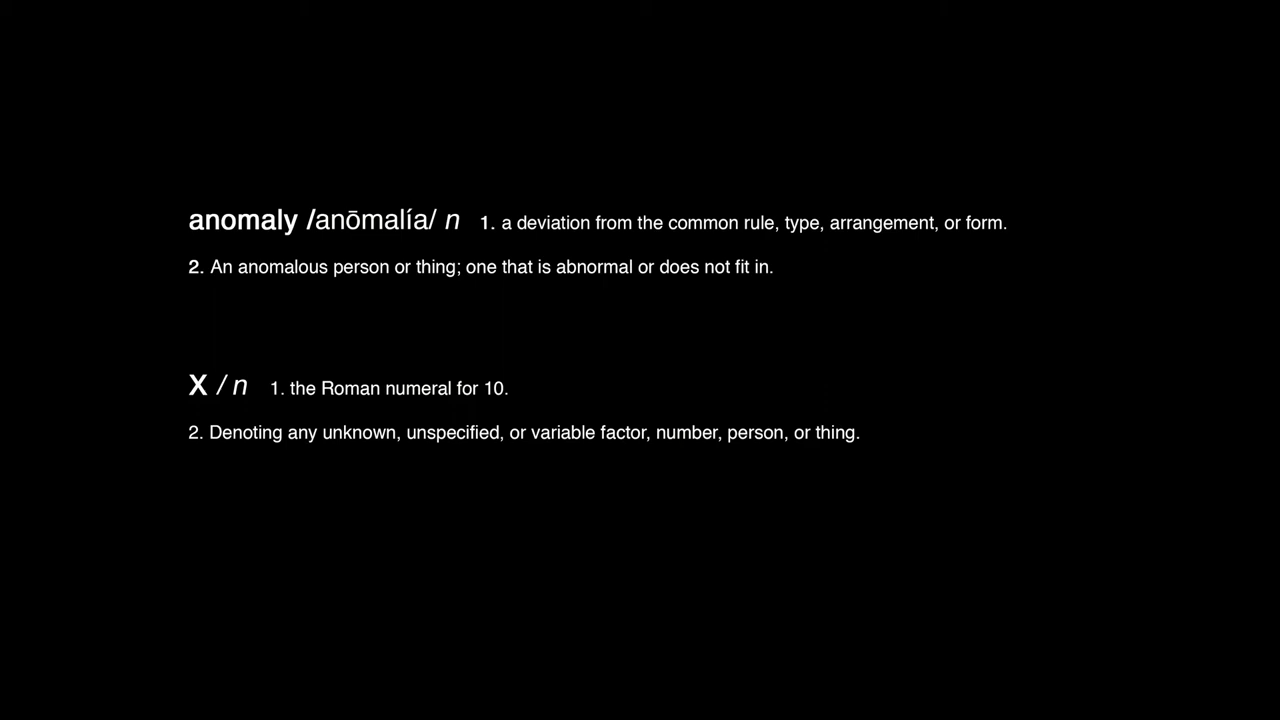 anomaly /anōmalía/ n 1. a deviation from the common rule, type, arrangement, or form.
2. An anomalous person or thing; one that is abnormal or does not fit in.
X / n 1. the Roman numeral for 10.
2. Denoting any unknown, unspecified, or variable factor, number, person, or thing.